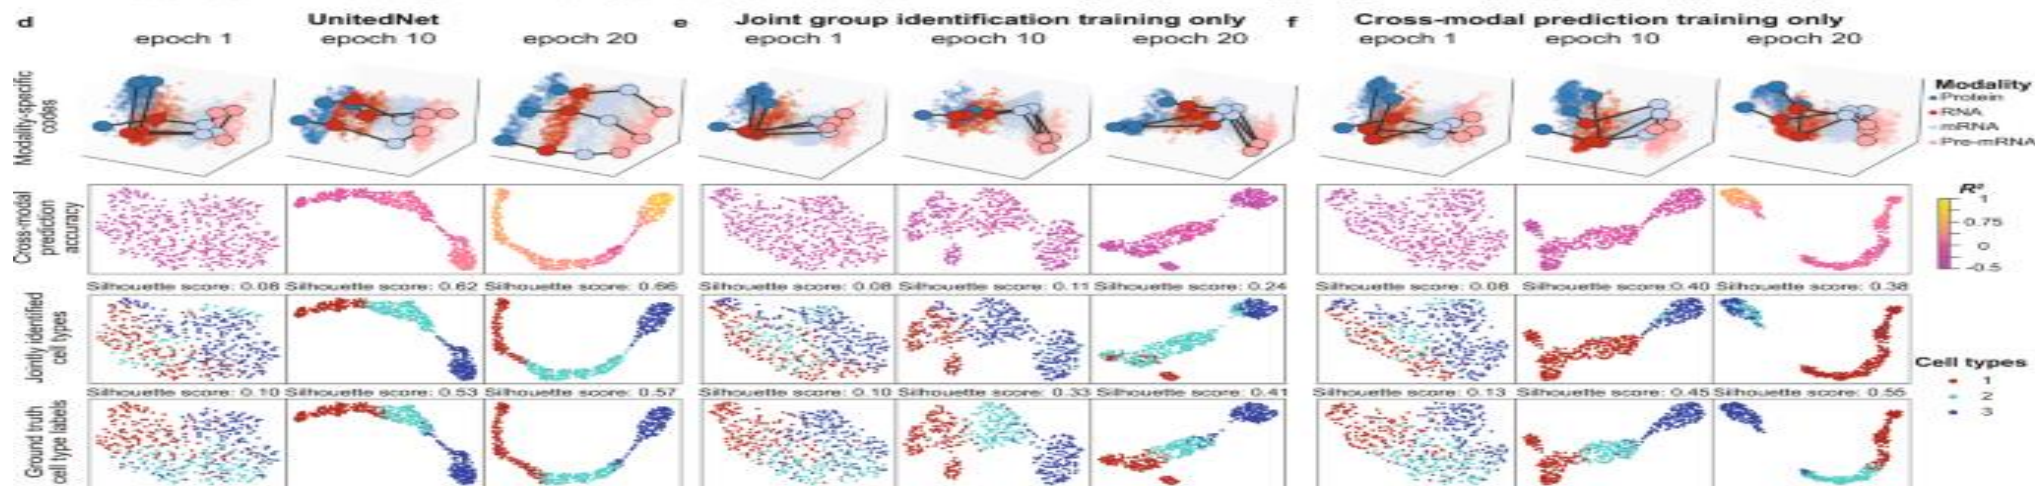 d UnitedNet e Joint group identification training only f Cross-modal prediction training only
epoch 1 epoch 10 epoch 20 epoch 1 epoch 10 epoch 20 epoch 1 epoch 10 epoch 20
Modality-specific
codes
Modality
Protein
RNA
mRNA
Pre-mRNA
Cross-modal
prediction
accuracy
R²
1
0.75
0
-0.5
Silhouette score: 0.08 Silhouette score: 0.62 Silhouette score: 0.66 Silhouette score: 0.08 Silhouette score: 0.11 Silhouette score: 0.24 Silhouette score: 0.08 Silhouette score: 0.40 Silhouette score: 0.38
Jointly identified
cell types
Cell types
1
2
3
Silhouette score: 0.10 Silhouette score: 0.53 Silhouette score: 0.57 Silhouette score: 0.10 Silhouette score: 0.33 Silhouette score: 0.41 Silhouette score: 0.13 Silhouette score: 0.45 Silhouette score: 0.55
Ground truth
cell type labels